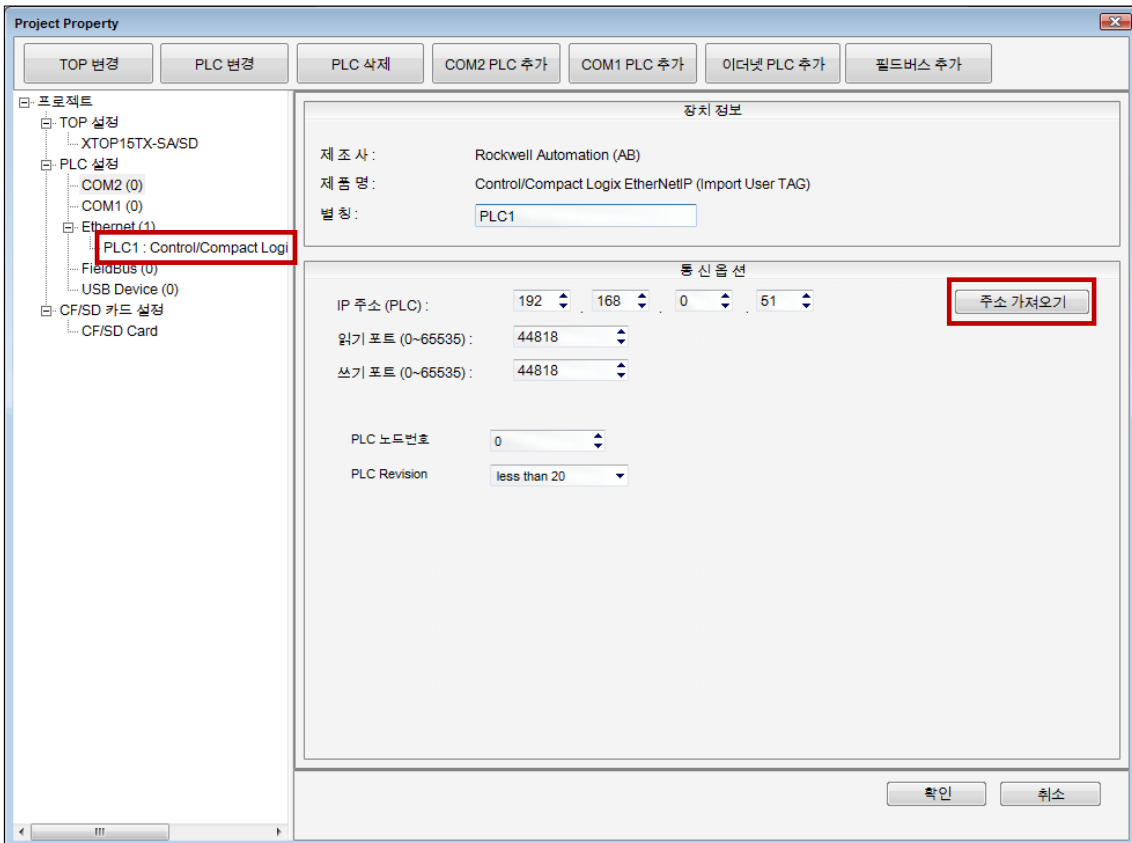 Project Property
TOP 변경 PLC 변경 PLC 삭제 COM2 PLC 추가 COM1 PLC 추가 이더넷 PLC 추가 필드버스 추가
프로젝트
TOP 설정
XTOP15TX-SA/SD
PLC 설정
COM2 (0)
COM1 (0)
Ethernet (1)
PLC1 : Control/Compact Logi
FieldBus (0)
USB Device (0)
CF/SD 카드 설정
CF/SD Card
장치 정보
제 조 사 : Rockwell Automation (AB)
제 품 명 : Control/Compact Logix EtherNetIP (Import User TAG)
별 칭 : PLC1
통 신 옵 션
IP 주소 (PLC) : 192 . 168 . 0 . 51 주소 가져오기
읽기 포트 (0~65535) : 44818
쓰기 포트 (0~65535) : 44818
PLC 노드번호 0
PLC Revision less than 20
확인 취소